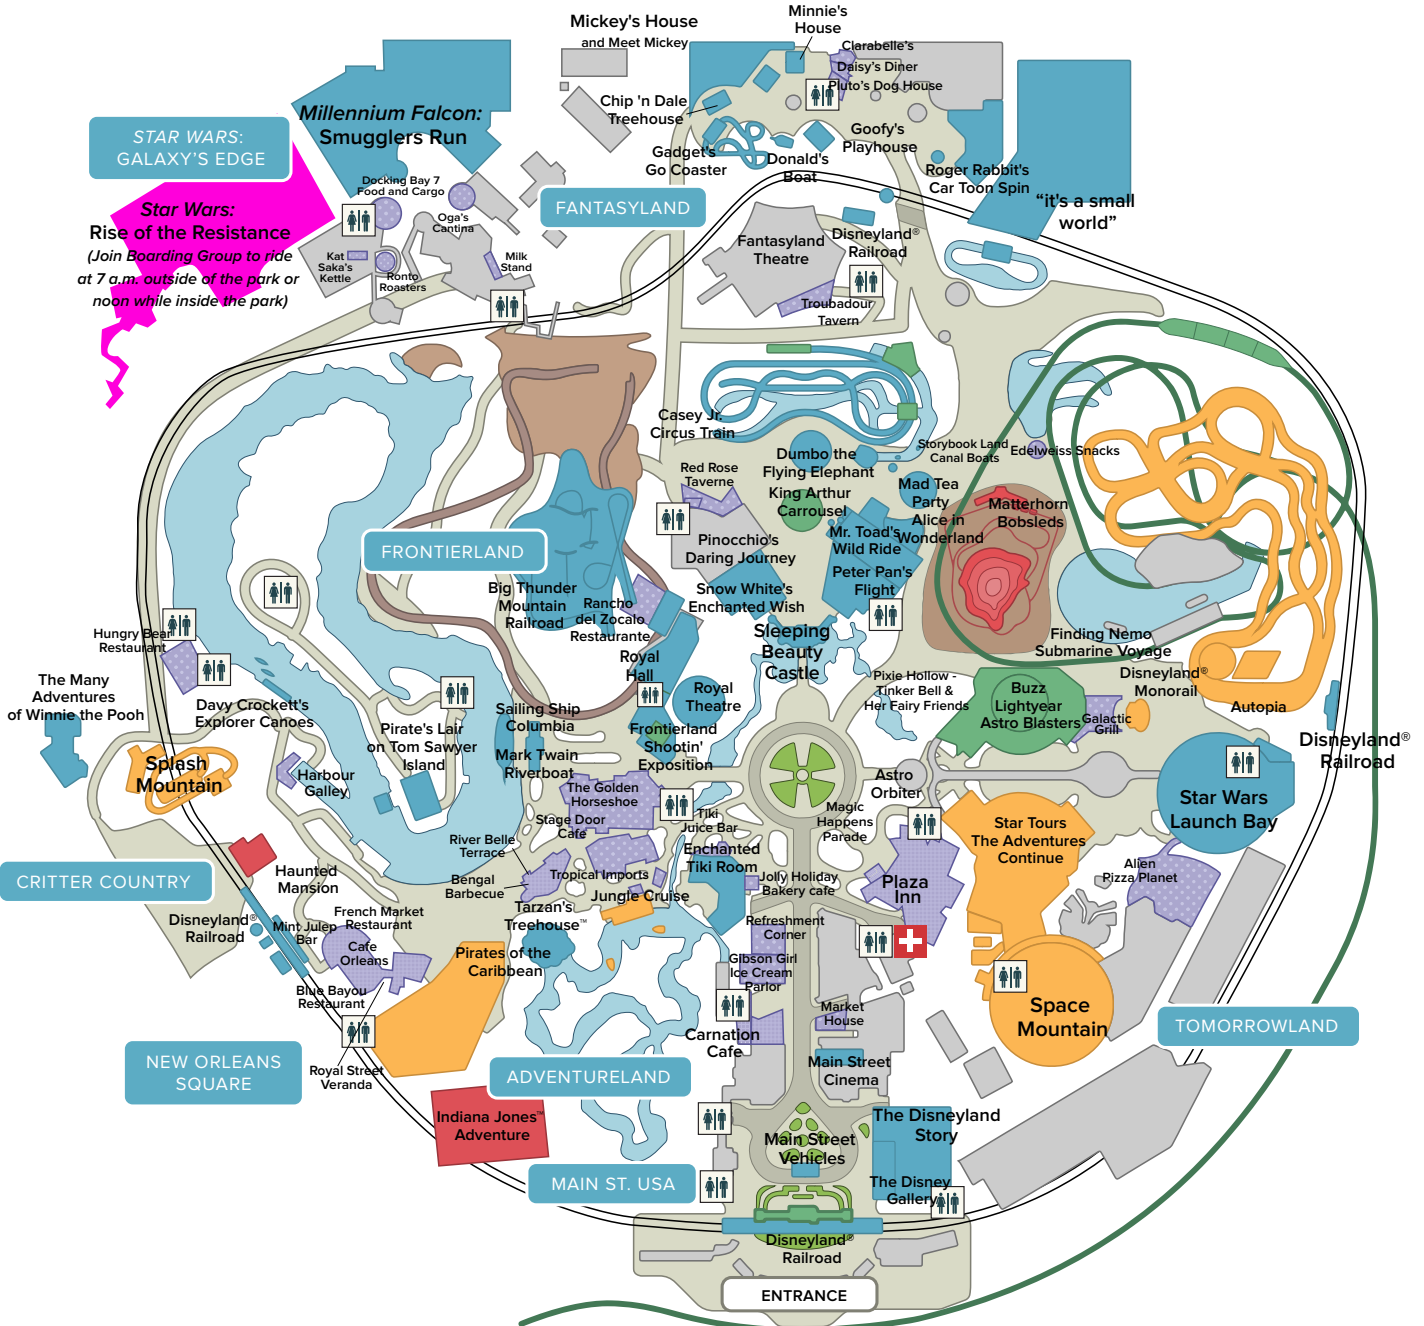 Mickey's House
and Meet Mickey
Minnie's
House
Clarabelle's
Daisy's Diner
Pluto's Dog House
Chip 'n Dale
Treehouse
Gadget's
Go Coaster
Donald's
Boat
Goofy's
Playhouse
Roger Rabbit's
Car Toon Spin
"it's a small
world"
Millennium Falcon:
Smugglers Run
STAR WARS:
GALAXY'S EDGE
Star Wars:
Rise of the Resistance
(Join Boarding Group to ride
at 7 a.m. outside of the park or
noon while inside the park)
Docking Bay 7
Food and Cargo
Oga's
Cantina
Kat
Saka's
Kettle
Ronto
Roasters
Milk
Stand
FANTASYLAND
Fantasyland
Theatre
Disneyland®
Railroad
Troubadour
Tavern
Casey Jr.
Circus Train
Dumbo the
Flying Elephant
Storybook Land
Canal Boats
Edelweiss Snacks
Red Rose
Taverne
King Arthur
Carrousel
Mad Tea
Party
Alice in
Wonderland
Matterhorn
Bobsleds
Mr. Toad's
Wild Ride
Pinocchio's
Daring Journey
Peter Pan's
Flight
Snow White's
Enchanted Wish
FRONTIERLAND
Big Thunder
Mountain
Railroad
Rancho
del Zocalo
Restaurante
Sleeping
Beauty
Castle
Finding Nemo
Submarine Voyage
Hungry Bear
Restaurant
Royal
Hall
Royal
Theatre
Pixie Hollow -
Tinker Bell &
Her Fairy Friends
Buzz
Lightyear
Astro Blasters
Disneyland®
Monorail
Galactic
Grill
Autopia
The Many
Adventures
of Winnie the Pooh
Davy Crockett's
Explorer Canoes
Pirate's Lair
on Tom Sawyer
Island
Sailing Ship
Columbia
Mark Twain
Riverboat
Frontierland
Shootin'
Exposition
Disneyland®
Railroad
Splash
Mountain
Harbour
Galley
The Golden
Horseshoe
Stage Door
Cafe
Astro
Orbiter
Magic
Happens
Parade
Star Wars
Launch Bay
Star Tours
The Adventures
Continue
River Belle
Terrace
Tiki
Juice Bar
Enchanted
Tiki Room
Alien
Pizza Planet
CRITTER COUNTRY
Haunted
Mansion
Bengal
Barbecue
Tropical Imports
Jungle Cruise
Jolly Holiday
Bakery cafe
Plaza
Inn
Disneyland®
Railroad
Mint Julep
Bar
French Market
Restaurant
Cafe
Orleans
Tarzan's
Treehouse™
Refreshment
Corner
Pirates of the
Caribbean
Gibson Girl
Ice Cream
Parlor
Blue Bayou
Restaurant
Space
Mountain
Market
House
TOMORROWLAND
Carnation
Cafe
NEW ORLEANS
SQUARE
Royal Street
Veranda
ADVENTURELAND
Main Street
Cinema
Indiana Jones™
Adventure
The Disneyland
Story
Main Street
Vehicles
MAIN ST. USA
The Disney
Gallery
Disneyland®
Railroad
ENTRANCE